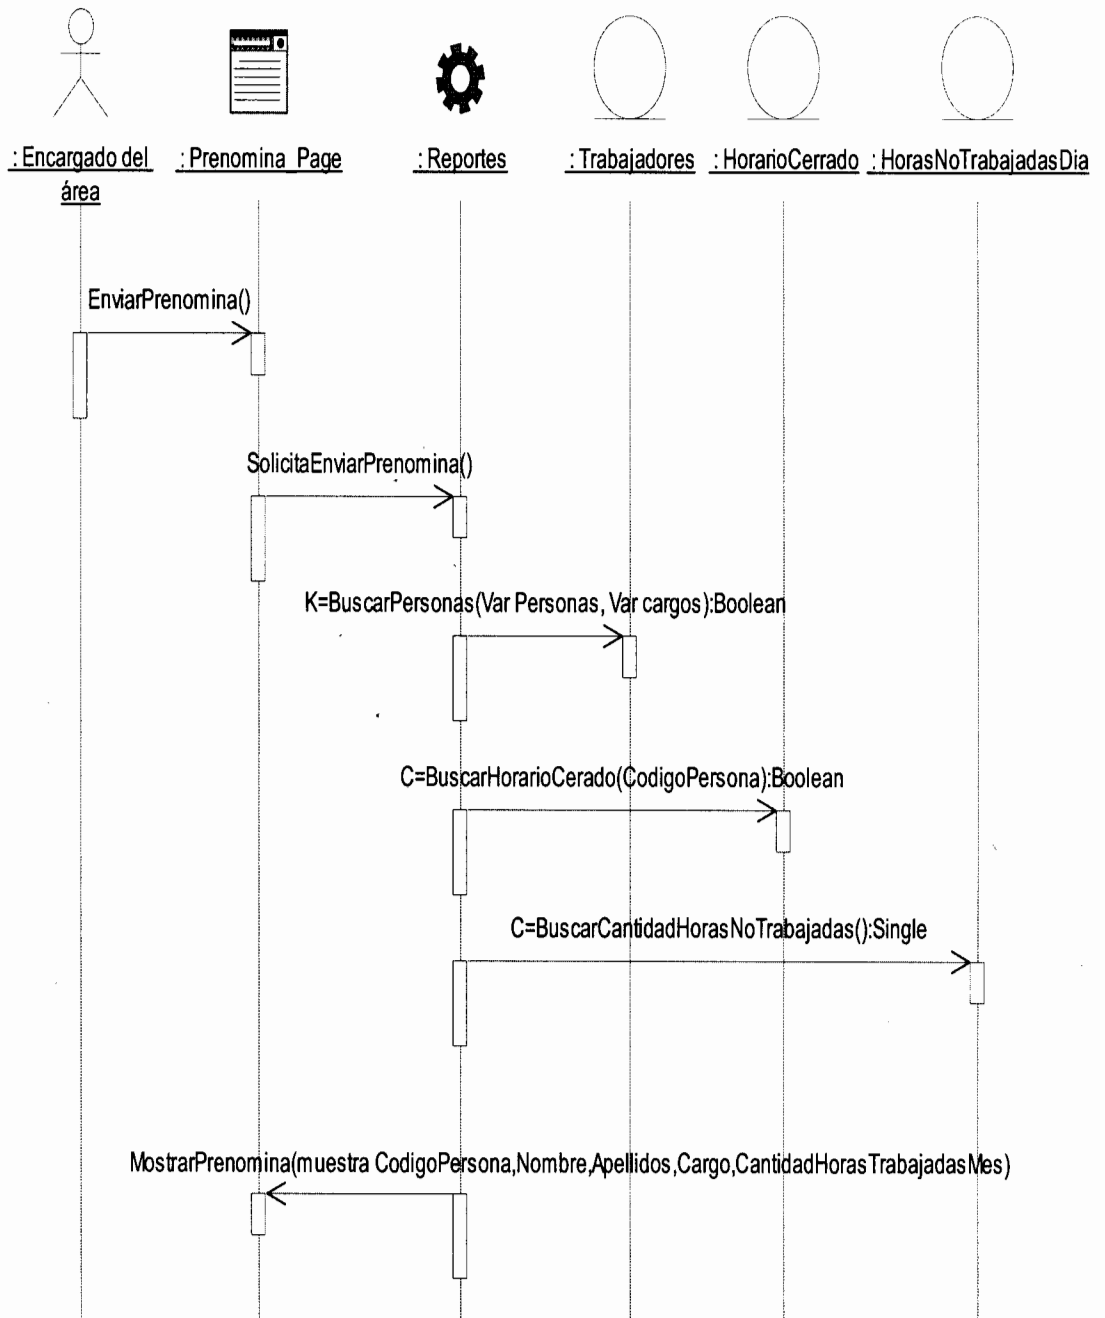 : Encargado del
área
: Prenomina_Page
: Reportes
: Trabajadores
: HorarioCerrado
: HorasNoTrabajadasDia
EnviarPrenomina()
SolicitaEnviarPrenomina()
K=BuscarPersonas(Var Personas, Var cargos):Boolean
C=BuscarHorarioCerado(CodigoPersona):Boolean
C=BuscarCantidadHorasNoTrabajadas():Single
MostrarPrenomina(muestra CodigoPersona,Nombre,Apellidos,Cargo,CantidadHorasTrabajadasMes)